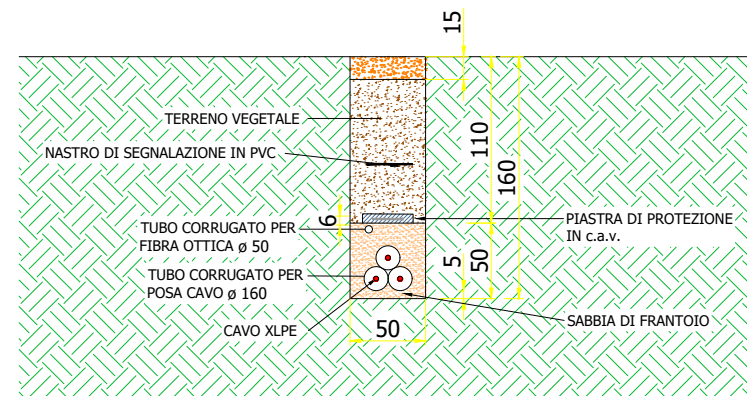 15
TERRENO VEGETALE
NASTRO DI SEGNALAZIONE IN PVC
110
160
6
TUBO CORRUGATO PER
FIBRA OTTICA ø 50
PIASTRA DI PROTEZIONE
IN c.a.v.
TUBO CORRUGATO PER
POSA CAVO ø 160
5
50
CAVO XLPE
50
SABBIA DI FRANTOIO